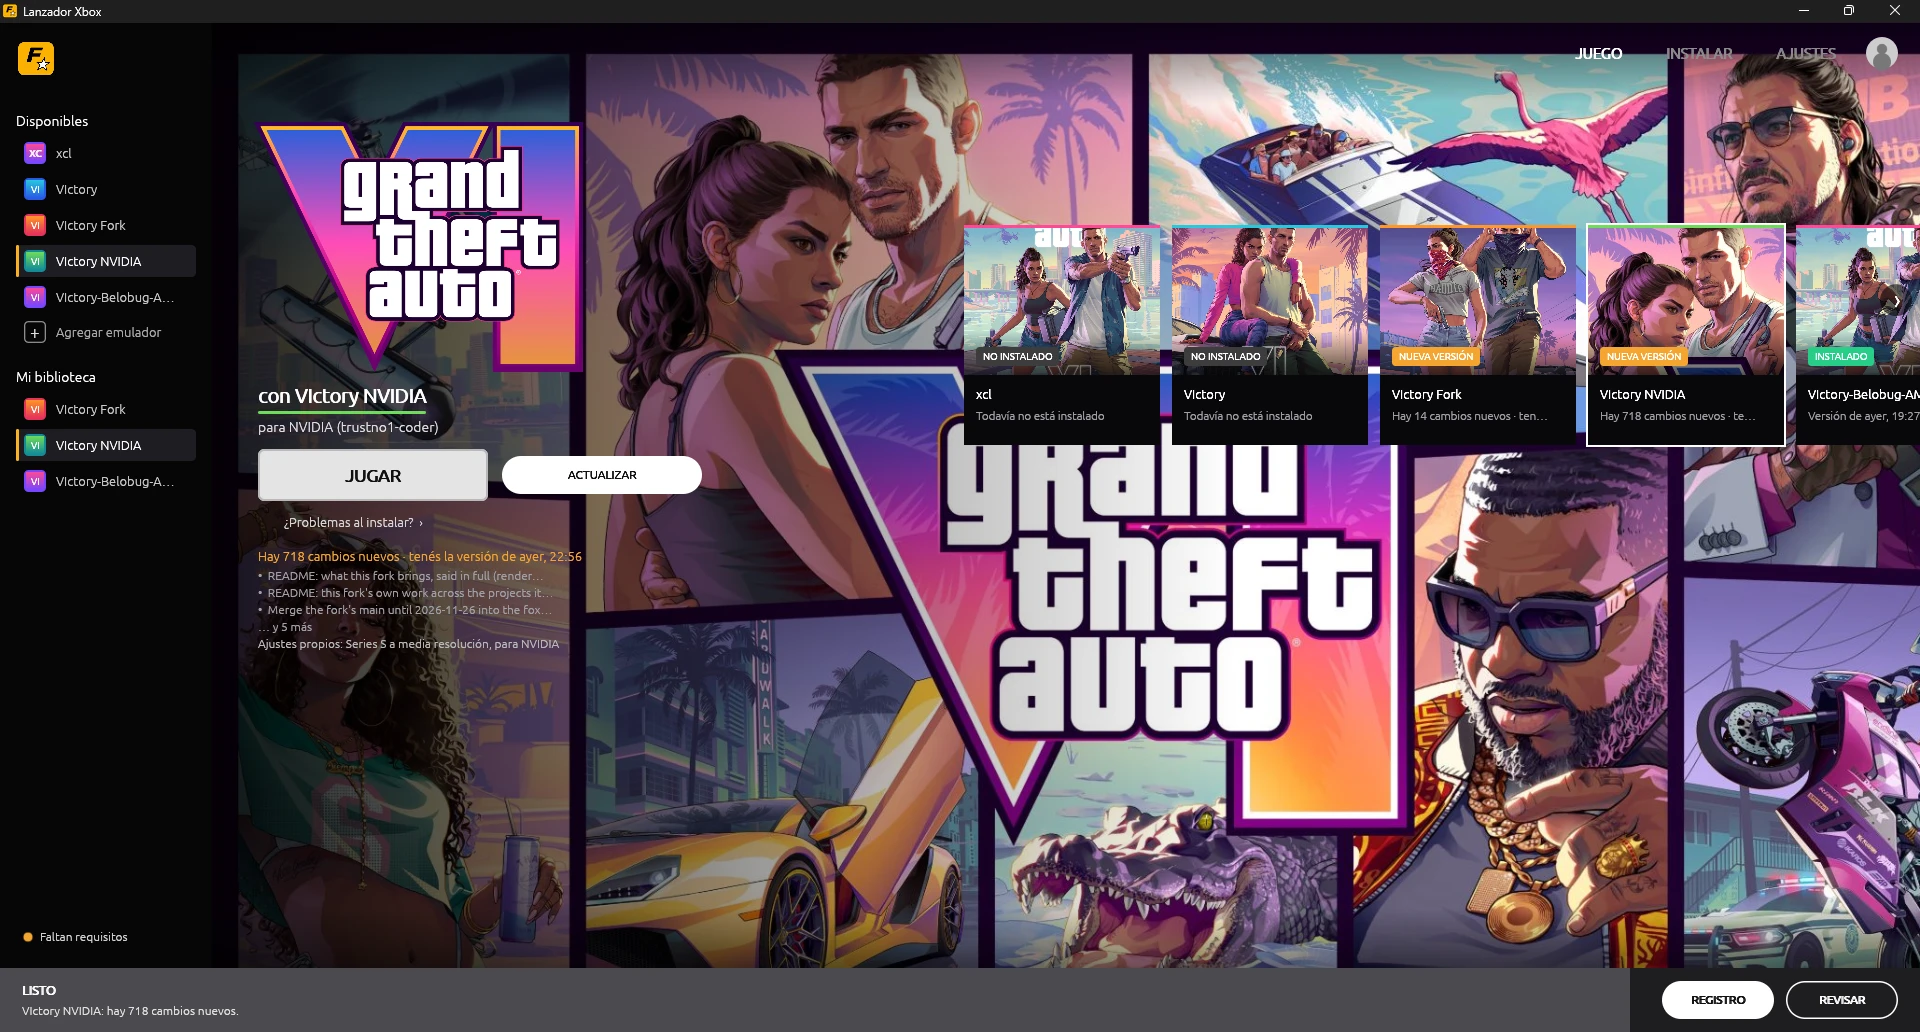 Lanzador Xbox
JUEGO
INSTALAR
AJUSTES
Disponibles
XC xcl
VI VIctory
VI VIctory Fork
VI VIctory NVIDIA
VI VIctory-Belobug-A...
+ Agregar emulador
Mi biblioteca
VI VIctory Fork
VI VIctory NVIDIA
VI VIctory-Belobug-A...
Faltan requisitos
VI
grand
theft
auto
con VIctory NVIDIA
para NVIDIA (trustno1-coder)
JUGAR
ACTUALIZAR
¿Problemas al instalar? ›
Hay 718 cambios nuevos · tenés la versión de ayer, 22:56
• README: what this fork brings, said in full (render...
• README: this fork's own work across the projects it...
• Merge the fork's main until 2026-11-26 into the fox...
... y 5 más
Ajustes propios: Series S a media resolución, para NVIDIA
NO INSTALADO
xcl
Todavía no está instalado
NO INSTALADO
VIctory
Todavía no está instalado
NUEVA VERSIÓN
VIctory Fork
Hay 14 cambios nuevos · ten...
NUEVA VERSIÓN
VIctory NVIDIA
Hay 718 cambios nuevos · te...
INSTALADO
VIctory-Belobug-AM
Versión de ayer, 19:27
grand
theft
auto
LISTO
VIctory NVIDIA: hay 718 cambios nuevos.
REGISTRO
REVISAR